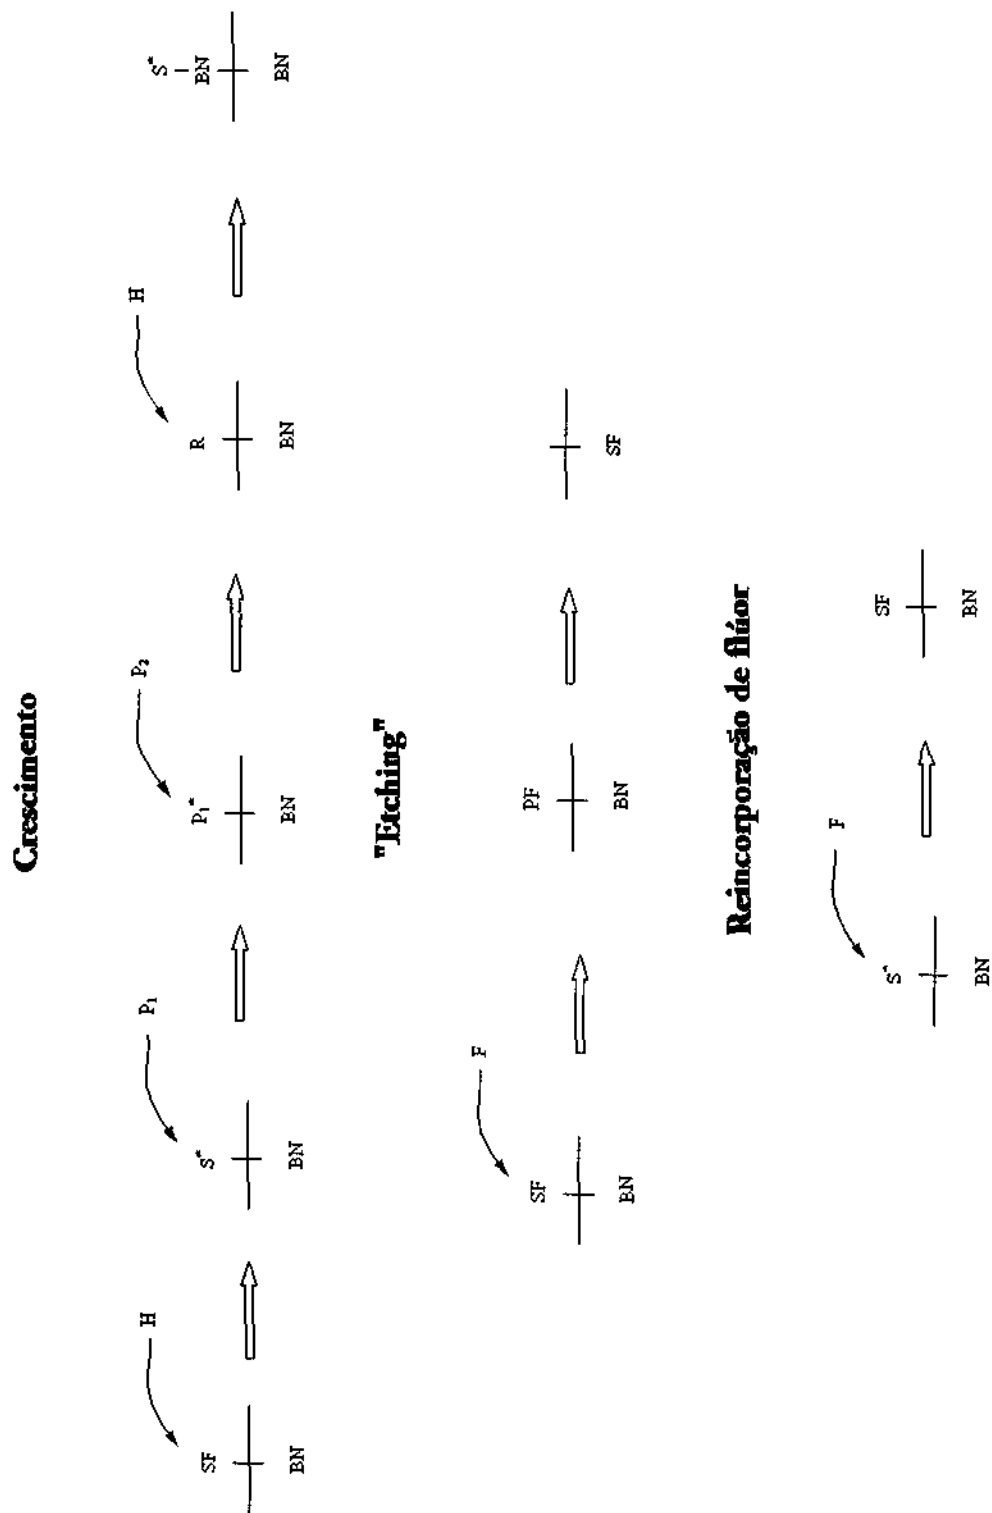 Crescimento
H P₁ P₂ H S*
SF S* P₁* R BN
BN BN BN BN BN
"Etching"
F
SF PF
BN BN SF
Reincorporação de flúor
F
S* SF
BN BN